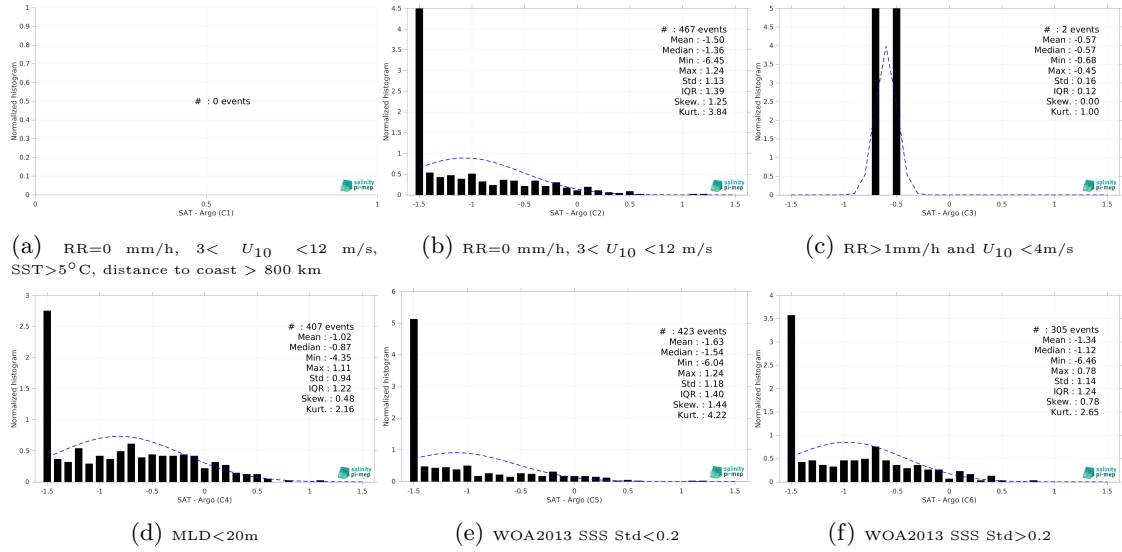 1
0.9
0.8
0.7
0.6
0.5
0.4
0.3
0.2
0.1
0
Normalized histogram
# : 0 events
salinity
pi-mep
0 0.5 1
SAT - Argo (C1)
(a) RR=0 mm/h, 3< U10 <12 m/s,
SST>5°C, distance to coast > 800 km
4.5
4
3.5
3
2.5
2
1.5
1
0.5
0
Normalized histogram
# : 467 events
Mean : -1.50
Median : -1.36
Min : -6.45
Max : 1.24
Std : 1.13
IQR : 1.39
Skew. : 1.25
Kurt. : 3.84
salinity
pi-mep
-1.5 -1 -0.5 0 0.5 1 1.5
SAT - Argo (C2)
(b) RR=0 mm/h, 3< U10 <12 m/s
5
4.5
4
3.5
3
2.5
2
1.5
1
0.5
0
Normalized histogram
# : 2 events
Mean : -0.57
Median : -0.57
Min : -0.68
Max : -0.45
Std : 0.16
IQR : 0.12
Skew. : 0.00
Kurt. : 1.00
salinity
pi-mep
-1.5 -1 -0.5 0 0.5 1 1.5
SAT - Argo (C3)
(c) RR>1mm/h and U10 <4m/s
3
2.5
2
1.5
1
0.5
0
Normalized histogram
# : 407 events
Mean : -1.02
Median : -0.87
Min : -4.35
Max : 1.11
Std : 0.94
IQR : 1.22
Skew. : 0.48
Kurt. : 2.16
salinity
pi-mep
-1.5 -1 -0.5 0 0.5 1 1.5
SAT - Argo (C4)
(d) MLD<20m
6
5
4
3
2
1
0
Normalized histogram
# : 423 events
Mean : -1.63
Median : -1.54
Min : -6.04
Max : 1.24
Std : 1.18
IQR : 1.40
Skew. : 1.44
Kurt. : 4.22
salinity
pi-mep
-1.5 -1 -0.5 0 0.5 1 1.5
SAT - Argo (C5)
(e) WOA2013 SSS Std<0.2
4
3.5
3
2.5
2
1.5
1
0.5
0
Normalized histogram
# : 305 events
Mean : -1.34
Median : -1.12
Min : -6.46
Max : 0.78
Std : 1.14
IQR : 1.24
Skew. : 0.78
Kurt. : 2.65
salinity
pi-mep
-1.5 -1 -0.5 0 0.5 1 1.5
SAT - Argo (C6)
(f) WOA2013 SSS Std>0.2